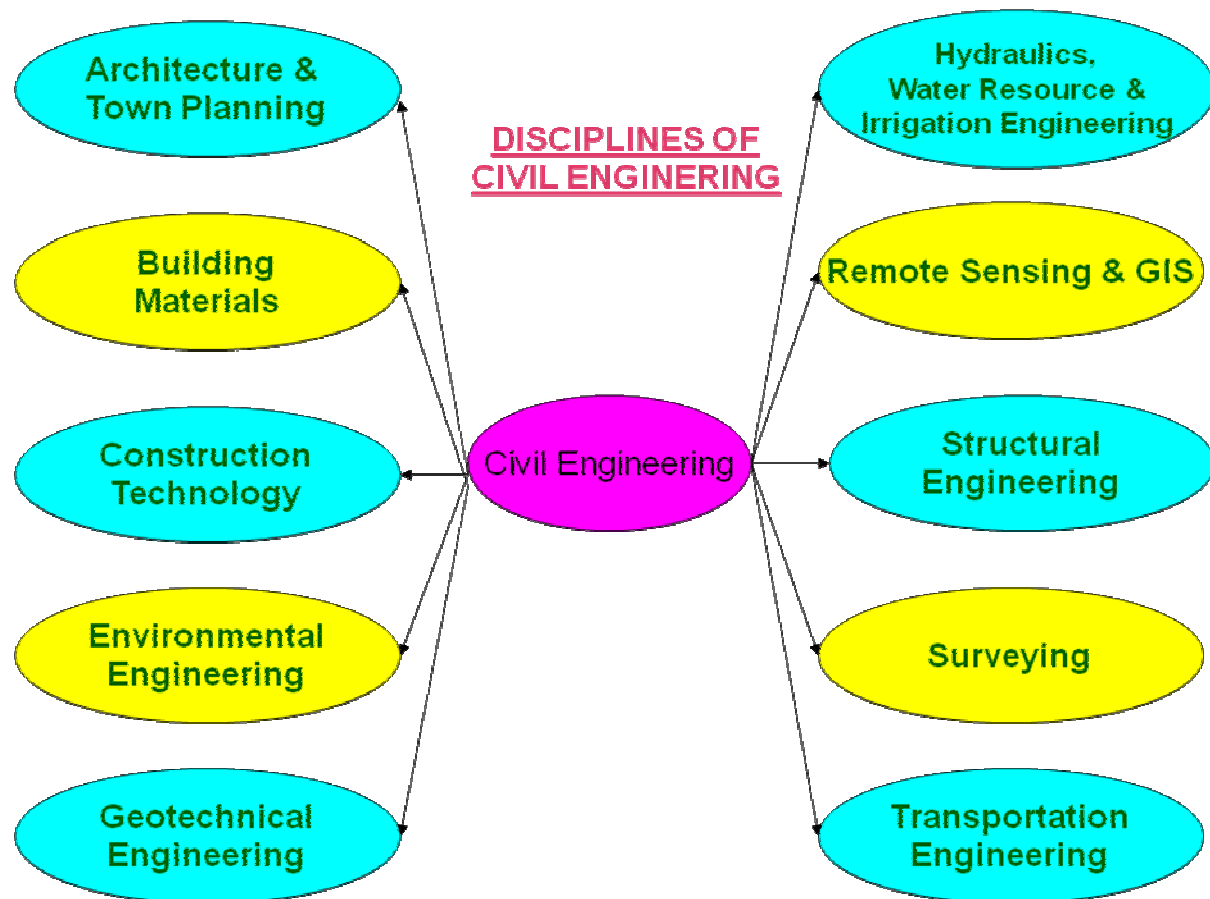 DISCIPLINES OF
CIVIL ENGINERING
Architecture &
Town Planning
Building
Materials
Construction
Technology
Environmental
Engineering
Geotechnical
Engineering
Civil Engineering
Hydraulics,
Water Resource &
Irrigation Engineering
Remote Sensing & GIS
Structural
Engineering
Surveying
Transportation
Engineering